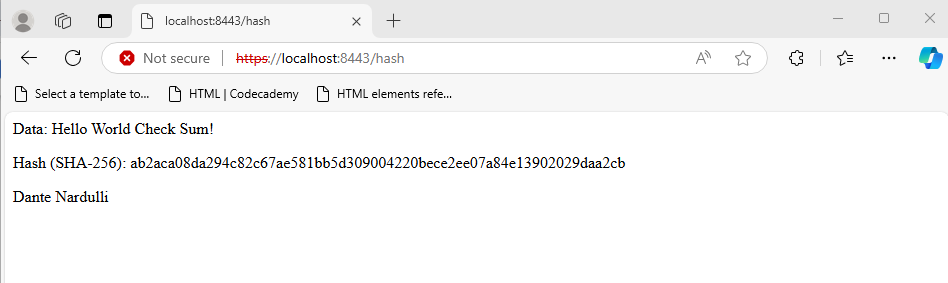 localhost:8443/hash
Not secure https://localhost:8443/hash
Select a template to... HTML | Codecademy HTML elements refe...
Data: Hello World Check Sum!
Hash (SHA-256): ab2aca08da294c82c67ae581bb5d309004220bece2ee07a84e13902029daa2cb
Dante Nardulli